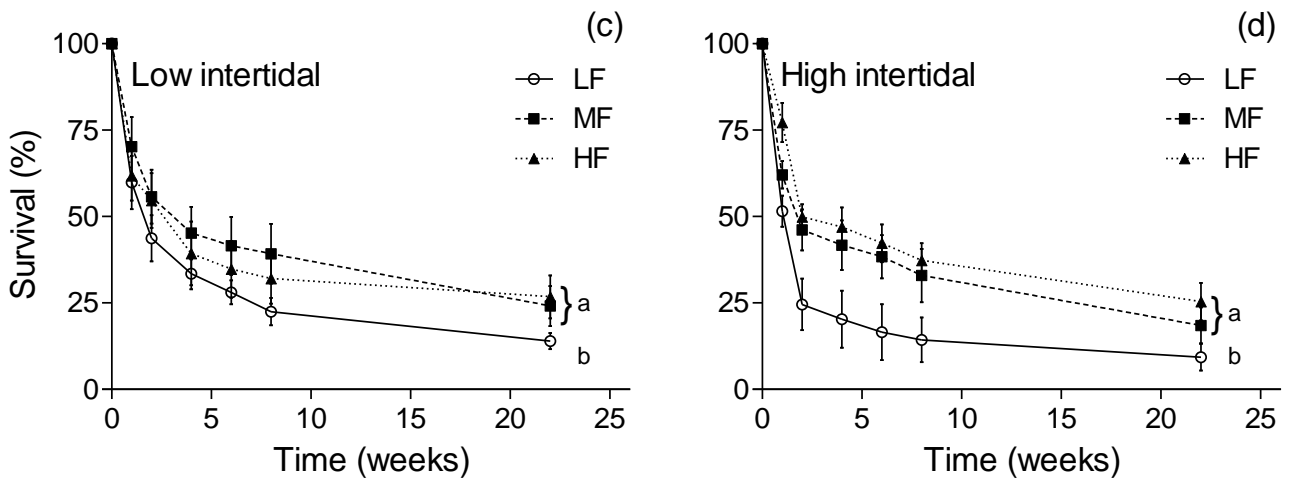 (c)
Low intertidal
LF
MF
HF
Survival (%)
100
75
50
25
0
a
b
0 5 10 15 20 25
Time (weeks)
(d)
High intertidal
LF
MF
HF
100
75
50
25
0
a
b
0 5 10 15 20 25
Time (weeks)